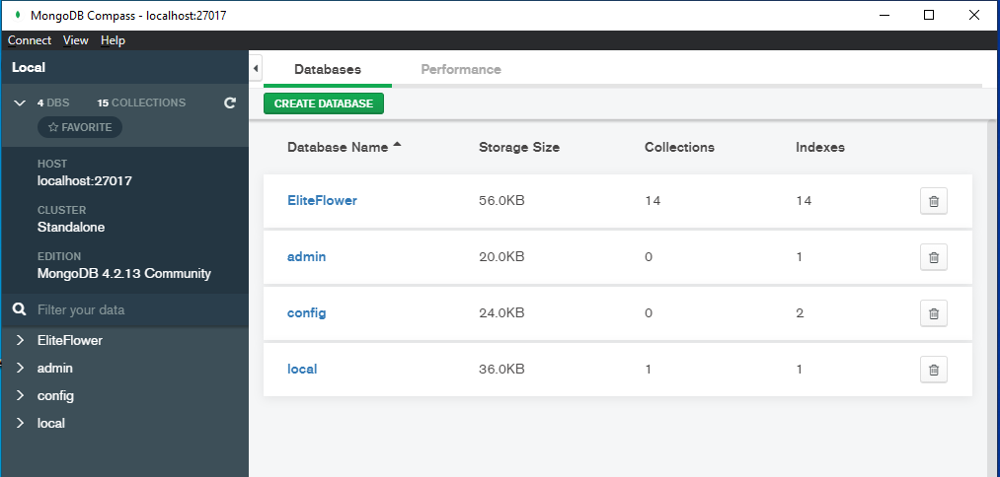 MongoDB Compass - localhost:27017
Connect View Help
Local
Databases Performance
4 DBS 15 COLLECTIONS
FAVORITE
CREATE DATABASE
HOST
localhost:27017
CLUSTER
Standalone
EDITION
MongoDB 4.2.13 Community
Filter your data
EliteFlower
admin
config
local
Database Name Storage Size Collections Indexes
EliteFlower 56.0KB 14 14
admin 20.0KB 0 1
config 24.0KB 0 2
local 36.0KB 1 1